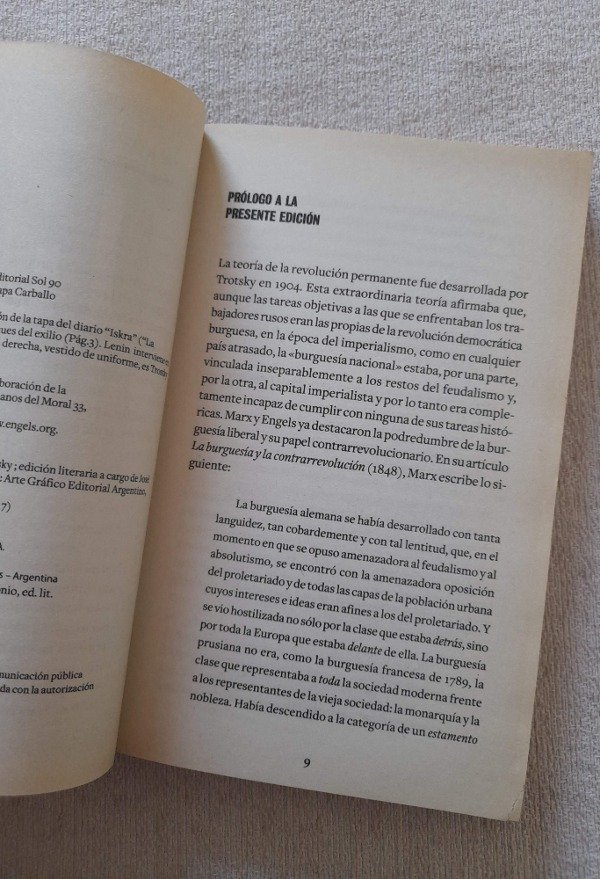 ditorial Sol 90
apa Carballo
ón de la tapa del diario "Iskra" ("La
ques del exilio (Pág.3). Lenin interviene
derecha, vestido de uniforme, es
boración de la
anos del Moral 33,
w.engels.org.
sky ; edición literaria a cargo de José
: Arte Gráfico Editorial Argentino,
7)
A
s – Argentina
onio, ed. lit.
municación pública
da con la autorización
PRÓLOGO A LA
PRESENTE EDICIÓN
La teoría de la revolución permanente fue desarrollada por
Trotsky en 1904. Esta extraordinaria teoría afirmaba que,
aunque las tareas objetivas a las que se enfrentaban los tra-
bajadores rusos eran las propias de la revolución democrática
burguesa, en la época del imperialismo, como en cualquier
país atrasado, la «burguesía nacional» estaba, por una parte,
vinculada inseparablemente a los restos del feudalismo y,
por la otra, al capital imperialista y por lo tanto era comple-
tamente incapaz de cumplir con ninguna de sus tareas histó-
ricas. Marx y Engels ya destacaron la podredumbre de la bur-
guesía liberal y su papel contrarrevolucionario. En su artículo
La burguesía y la contrarrevolución (1848), Marx escribe lo si-
guiente:
La burguesía alemana se había desarrollado con tanta
languidez, tan cobardemente y con tal lentitud, que, en el
momento en que se opuso amenazadora al feudalismo y al
absolutismo, se encontró con la amenazadora oposición
del proletariado y de todas las capas de la población urbana
cuyos intereses e ideas eran afines a los del proletariado. Y
se vio hostilizada no sólo por la clase que estaba detrás, sino
por toda la Europa que estaba delante de ella. La burguesía
prusiana no era, como la burguesía francesa de 1789, la
clase que representaba a toda la sociedad moderna frente
a los representantes de la vieja sociedad: la monarquía y la
nobleza. Había descendido a la categoría de un estamento
9